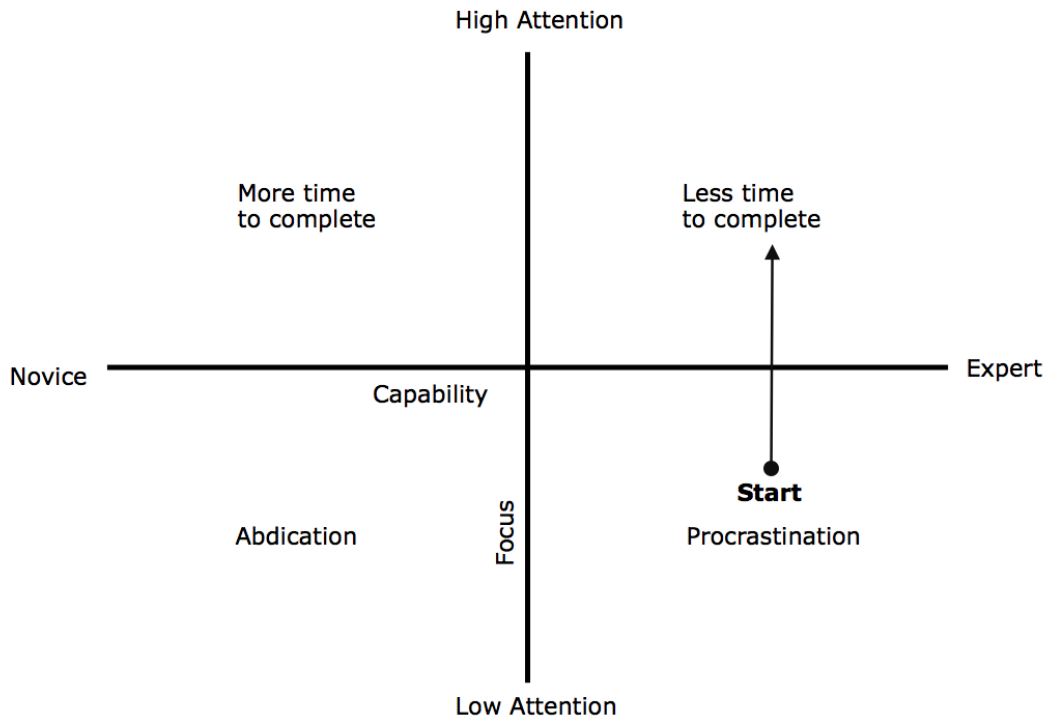 High Attention
More time
to complete
Less time
to complete
Novice
Expert
Capability
Start
Focus
Abdication
Procrastination
Low Attention